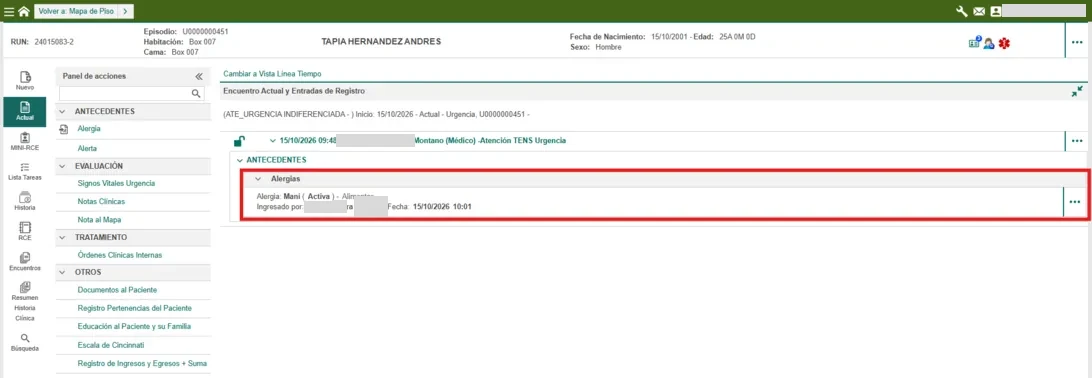 Volver a: Mapa de Piso
RUN: 24015083-2
Episodio: U0000000451
Habitación: Box 007
Cama: Box 007
TAPIA HERNANDEZ ANDRES
Fecha de Nacimiento: 15/10/2001 - Edad: 25A 0M 0D
Sexo: Hombre
Nuevo
Actual
MINI-RCE
Lista Tareas
Historia
RCE
Encuentros
Resumen
Historia
Clínica
Búsqueda
Panel de acciones
ANTECEDENTES
Alergia
Alerta
EVALUACIÓN
Signos Vitales Urgencia
Notas Clínicas
Nota al Mapa
TRATAMIENTO
Órdenes Clínicas Internas
OTROS
Documentos al Paciente
Registro Pertenencias del Paciente
Educación al Paciente y su Familia
Escala de Cincinnati
Registro de Ingresos y Egresos + Suma
Cambiar a Vista Línea Tiempo
Encuentro Actual y Entradas de Registro
(ATE_URGENCIA INDIFERENCIADA - ) Inicio. 15/10/2026 - Actual - Urgencia, U0000000451 -
15/10/2026 09:48 Montano (Médico) -Atención TENS Urgencia
ANTECEDENTES
Alergias
Alergia: Maní ( Activa ) -
Ingresado por: ra Fecha: 15/10/2026 10:01